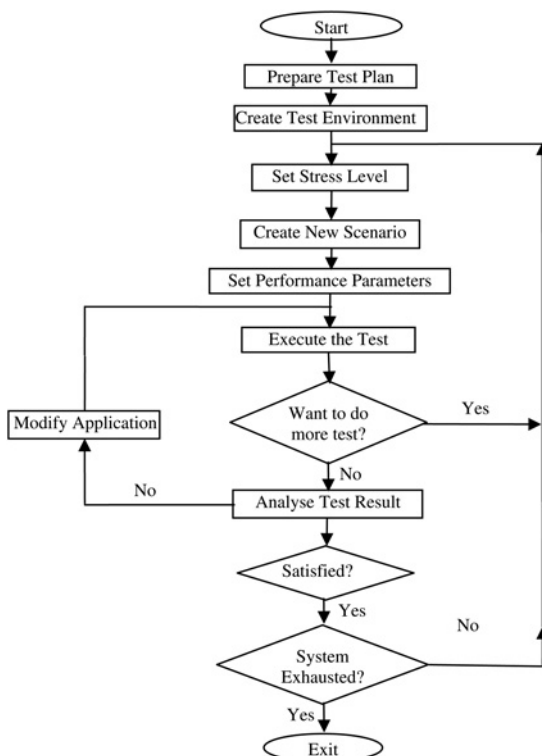 Start
Prepare Test Plan
Create Test Environment
Set Stress Level
Create New Scenario
Set Performance Parameters
Execute the Test
Want to do
more test?
Yes
Modify Application
No
No
Analyse Test Result
Satisfied?
Yes
No
System
Exhausted?
Yes
Exit